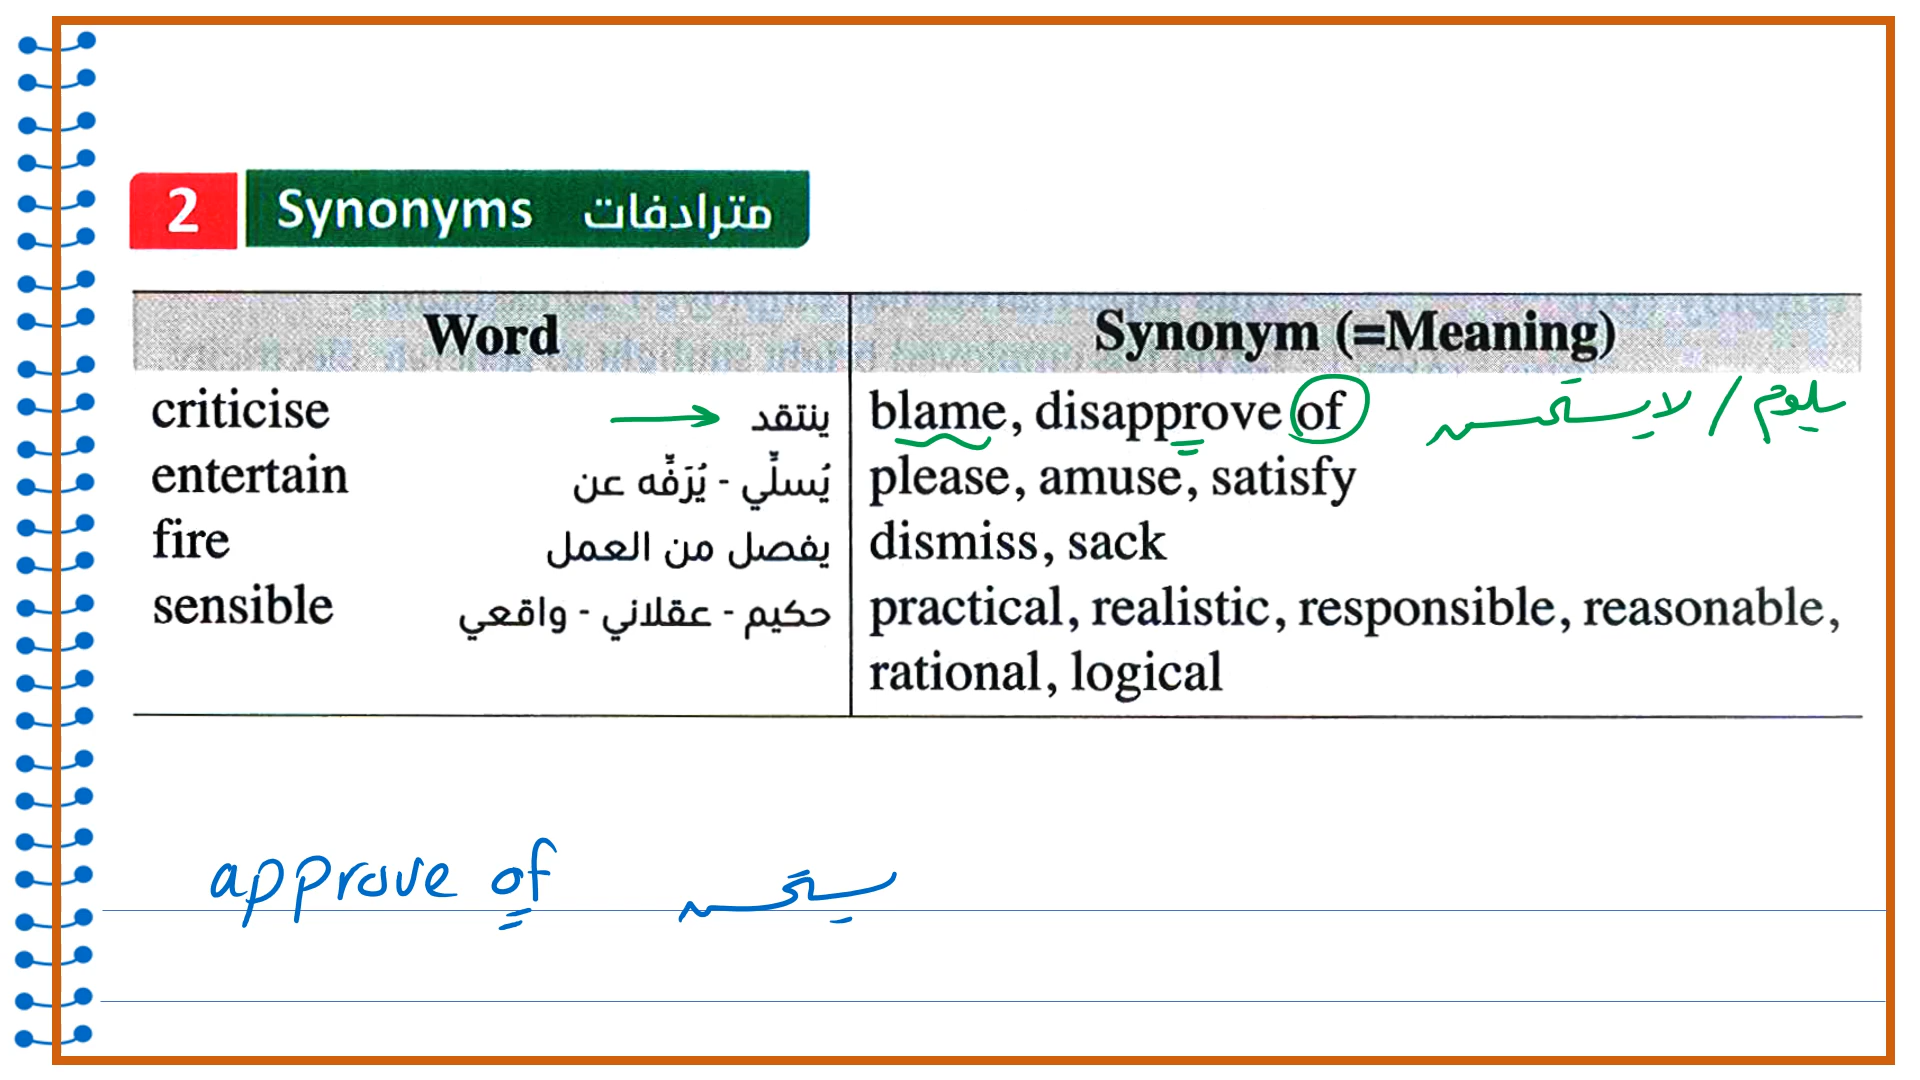 2 Synonyms مترادفات
Word Synonym (=Meaning)
criticise ينتقد blame, disapprove of يلوم / لا يستحسن
entertain يُسلِّي - يُرَفِّه عن please, amuse, satisfy
fire يفصل من العمل dismiss, sack
sensible حكيم - عقلاني - واقعي practical, realistic, responsible, reasonable,
rational, logical
approve of يستحسن